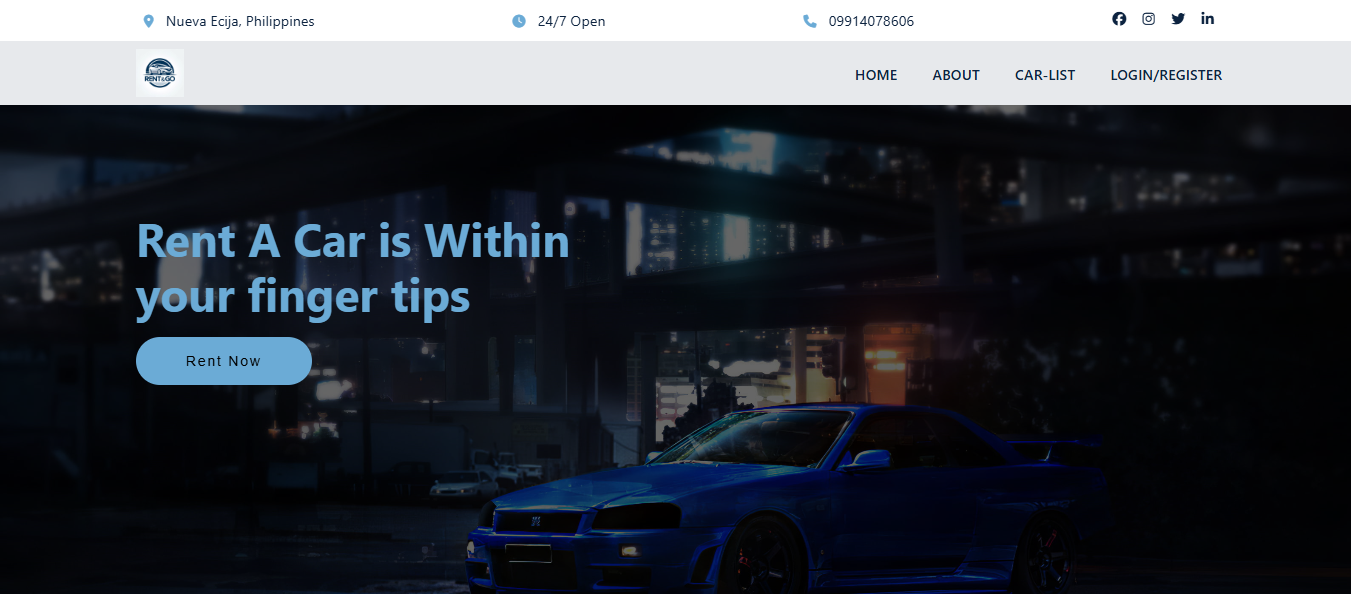 Nueva Ecija, Philippines
24/7 Open
09914078606
RENT&GO
HOME
ABOUT
CAR-LIST
LOGIN/REGISTER
Rent A Car is Within
your finger tips
Rent Now